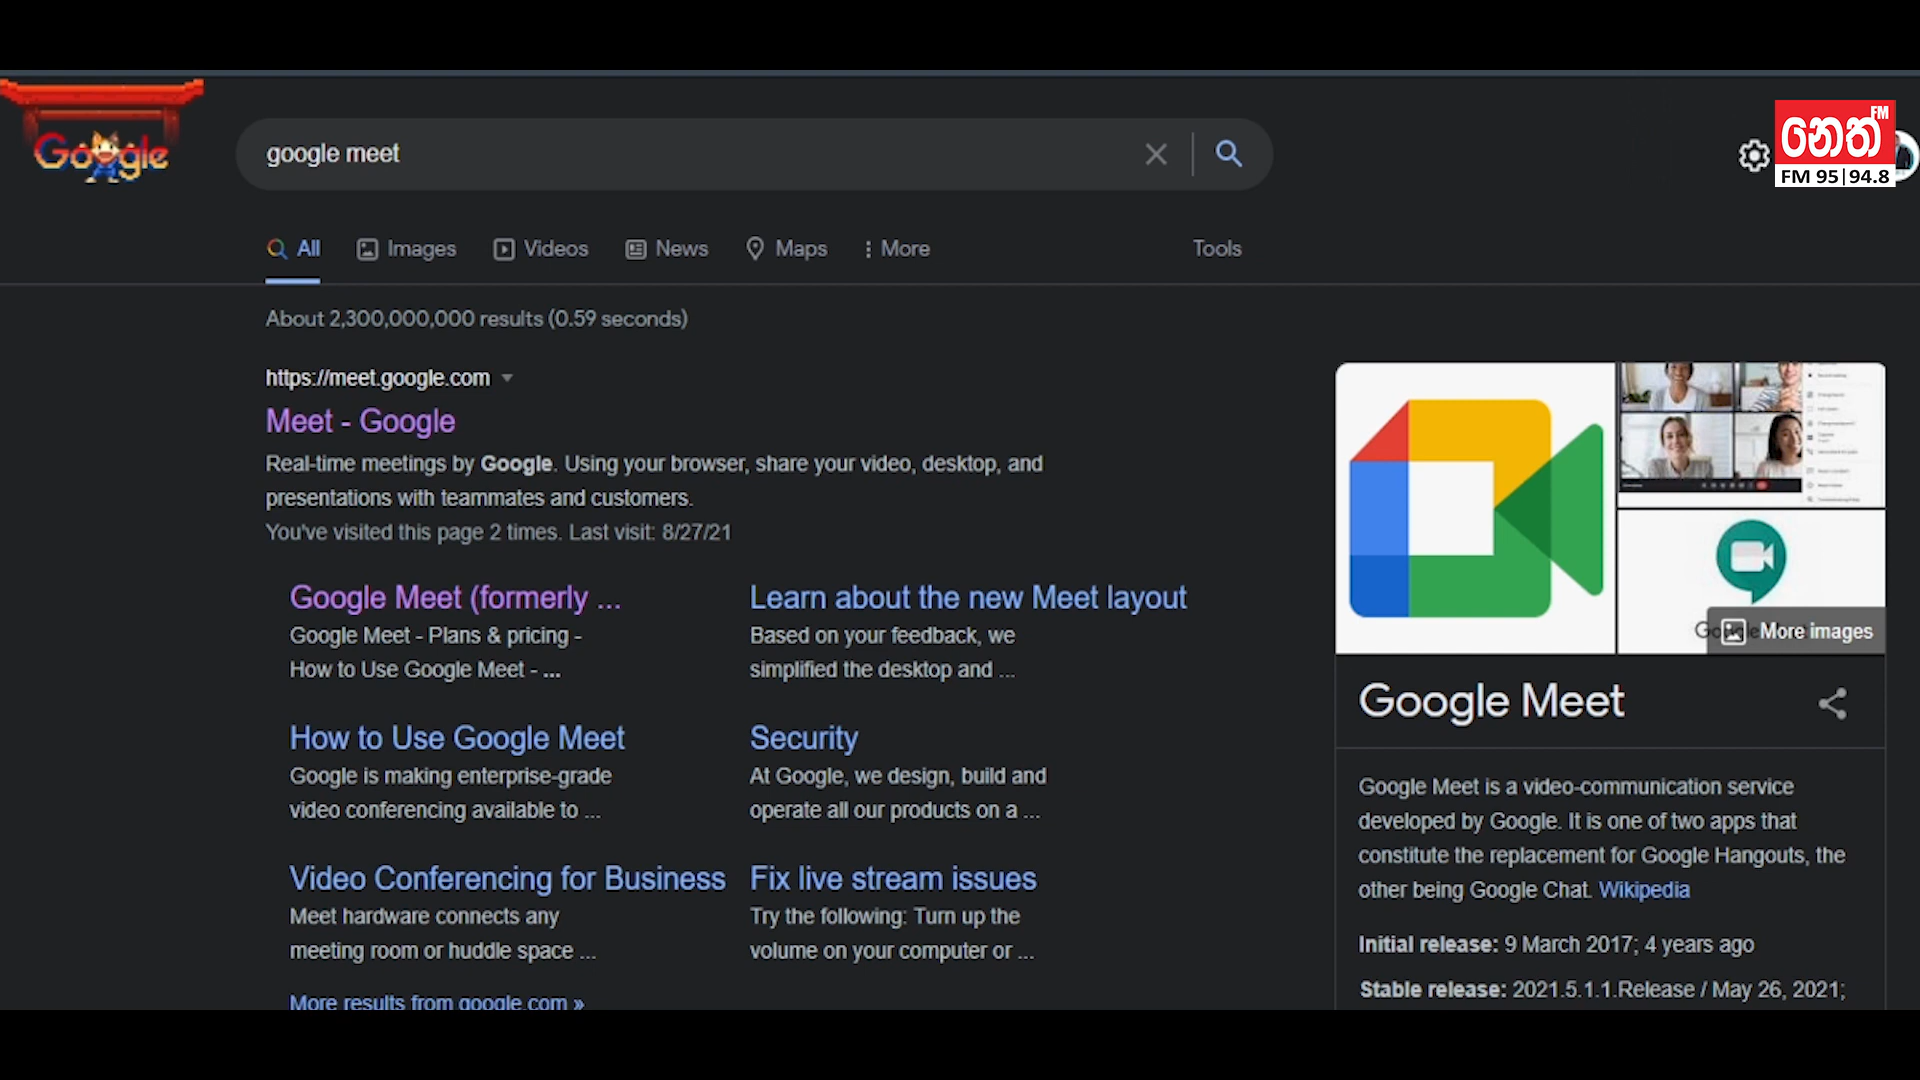 Google
google meet
FM
නෙත්
FM 95|94.8
All
Images
Videos
News
Maps
More
Tools
About 2,300,000,000 results (0.59 seconds)
https://meet.google.com
Meet - Google
Real-time meetings by Google. Using your browser, share your video, desktop, and
presentations with teammates and customers.
You've visited this page 2 times. Last visit: 8/27/21
Google Meet (formerly ...
Google Meet - Plans & pricing -
How to Use Google Meet - ...
Learn about the new Meet layout
Based on your feedback, we
simplified the desktop and ...
How to Use Google Meet
Google is making enterprise-grade
video conferencing available to ...
Security
At Google, we design, build and
operate all our products on a ...
Video Conferencing for Business
Meet hardware connects any
meeting room or huddle space ...
Fix live stream issues
Try the following: Turn up the
volume on your computer or ...
More results from google.com »
More images
Google Meet
Google Meet is a video-communication service
developed by Google. It is one of two apps that
constitute the replacement for Google Hangouts, the
other being Google Chat. Wikipedia
Initial release: 9 March 2017; 4 years ago
Stable release: 2021.5.1.1.Release / May 26, 2021;